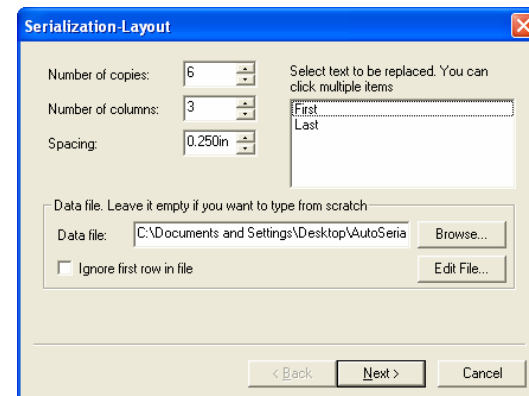 Serialization-Layout
Number of copies: 6
Number of columns: 3
Spacing: 0.250in
Select text to be replaced. You can
click multiple items
First
Last
Data file. Leave it empty if you want to type from scratch
Data file: C:\Documents and Settings\Desktop\AutoSeria Browse...
Ignore first row in file Edit File...
< Back Next > Cancel